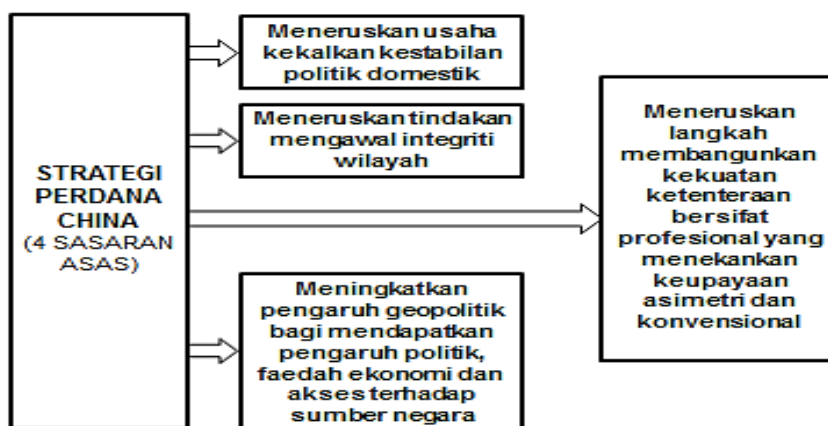 STRATEGI
PERDANA
CHINA
(4 SASARAN
ASAS)
Meneruskan usaha
kekalkan kestabilan
politik domestik
Meneruskan tindakan
mengawal integriti
wilayah
Meneruskan
langkah
membangunkan
kekuatan
ketenteraan
bersifat
profesional yang
menekankan
keupayaan
asimetri dan
konvensional
Meningkatkan
pengaruh geopolitik
bagi mendapatkan
pengaruh politik,
faedah ekonomi dan
akses terhadap
sumber negara